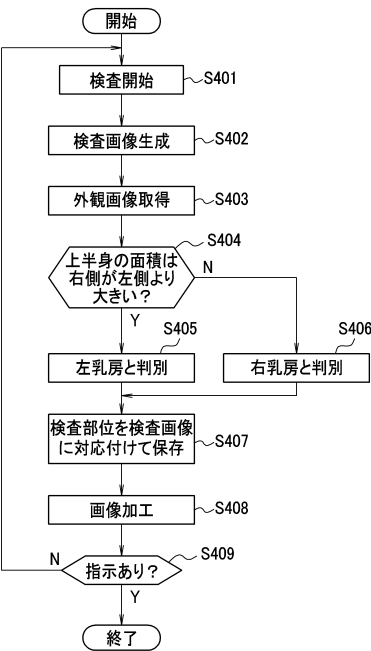 開始
検査開始
S401
検査画像生成
S402
外観画像取得
S403
上半身の面積は
右側が左側より
大きい？
S404
N
Y
S405
左乳房と判別
S406
右乳房と判別
検査部位を検査画像
に対応付けて保存
S407
画像加工
S408
指示あり？
S409
N
Y
終了